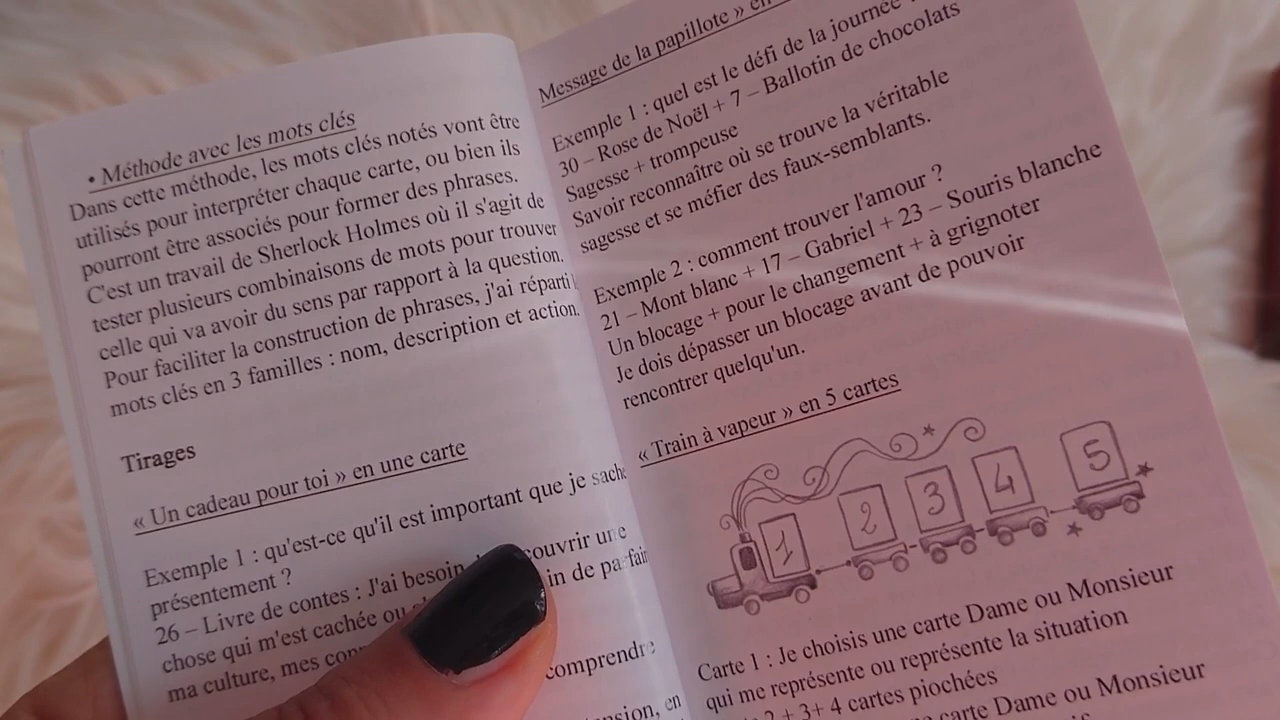 • Méthode avec les mots clés
Dans cette méthode, les mots clés notés vont être
utilisés pour interpréter chaque carte, ou bien ils
pourront être associés pour former des phrases.
C'est un travail de Sherlock Holmes où il s'agit de
tester plusieurs combinaisons de mots pour trouver
celle qui va avoir du sens par rapport à la question.
Pour faciliter la construction de phrases, j'ai réparti
mots clés en 3 familles : nom, description et action.
Tirages
« Un cadeau pour toi » en une carte
Exemple 1 : qu'est-ce qu'il est important que je sache
présentement ?
26 – Livre de contes : J'ai besoin couvrir une
chose qui m'est cachée ou in de parfair
ma culture, mes
comprendre
en
Message de la papillote » en
Exemple 1 : quel est le défi de la journée
30 – Rose de Noël + 7 – Ballotin de chocolats
Sagesse + trompeuse
Savoir reconnaître où se trouve la véritable
sagesse et se méfier des faux-semblants.
Exemple 2 : comment trouver l'amour ?
21 – Mont blanc + 17 – Gabriel + 23 – Souris blanche
Un blocage + pour le changement + à grignoter
Je dois dépasser un blocage avant de pouvoir
rencontrer quelqu'un.
« Train à vapeur » en 5 cartes
1 2 3 4 5
Carte 1 : Je choisis une carte Dame ou Monsieur
qui me représente ou représente la situation
2 + 3+ 4 cartes piochées
carte Dame ou Monsieur